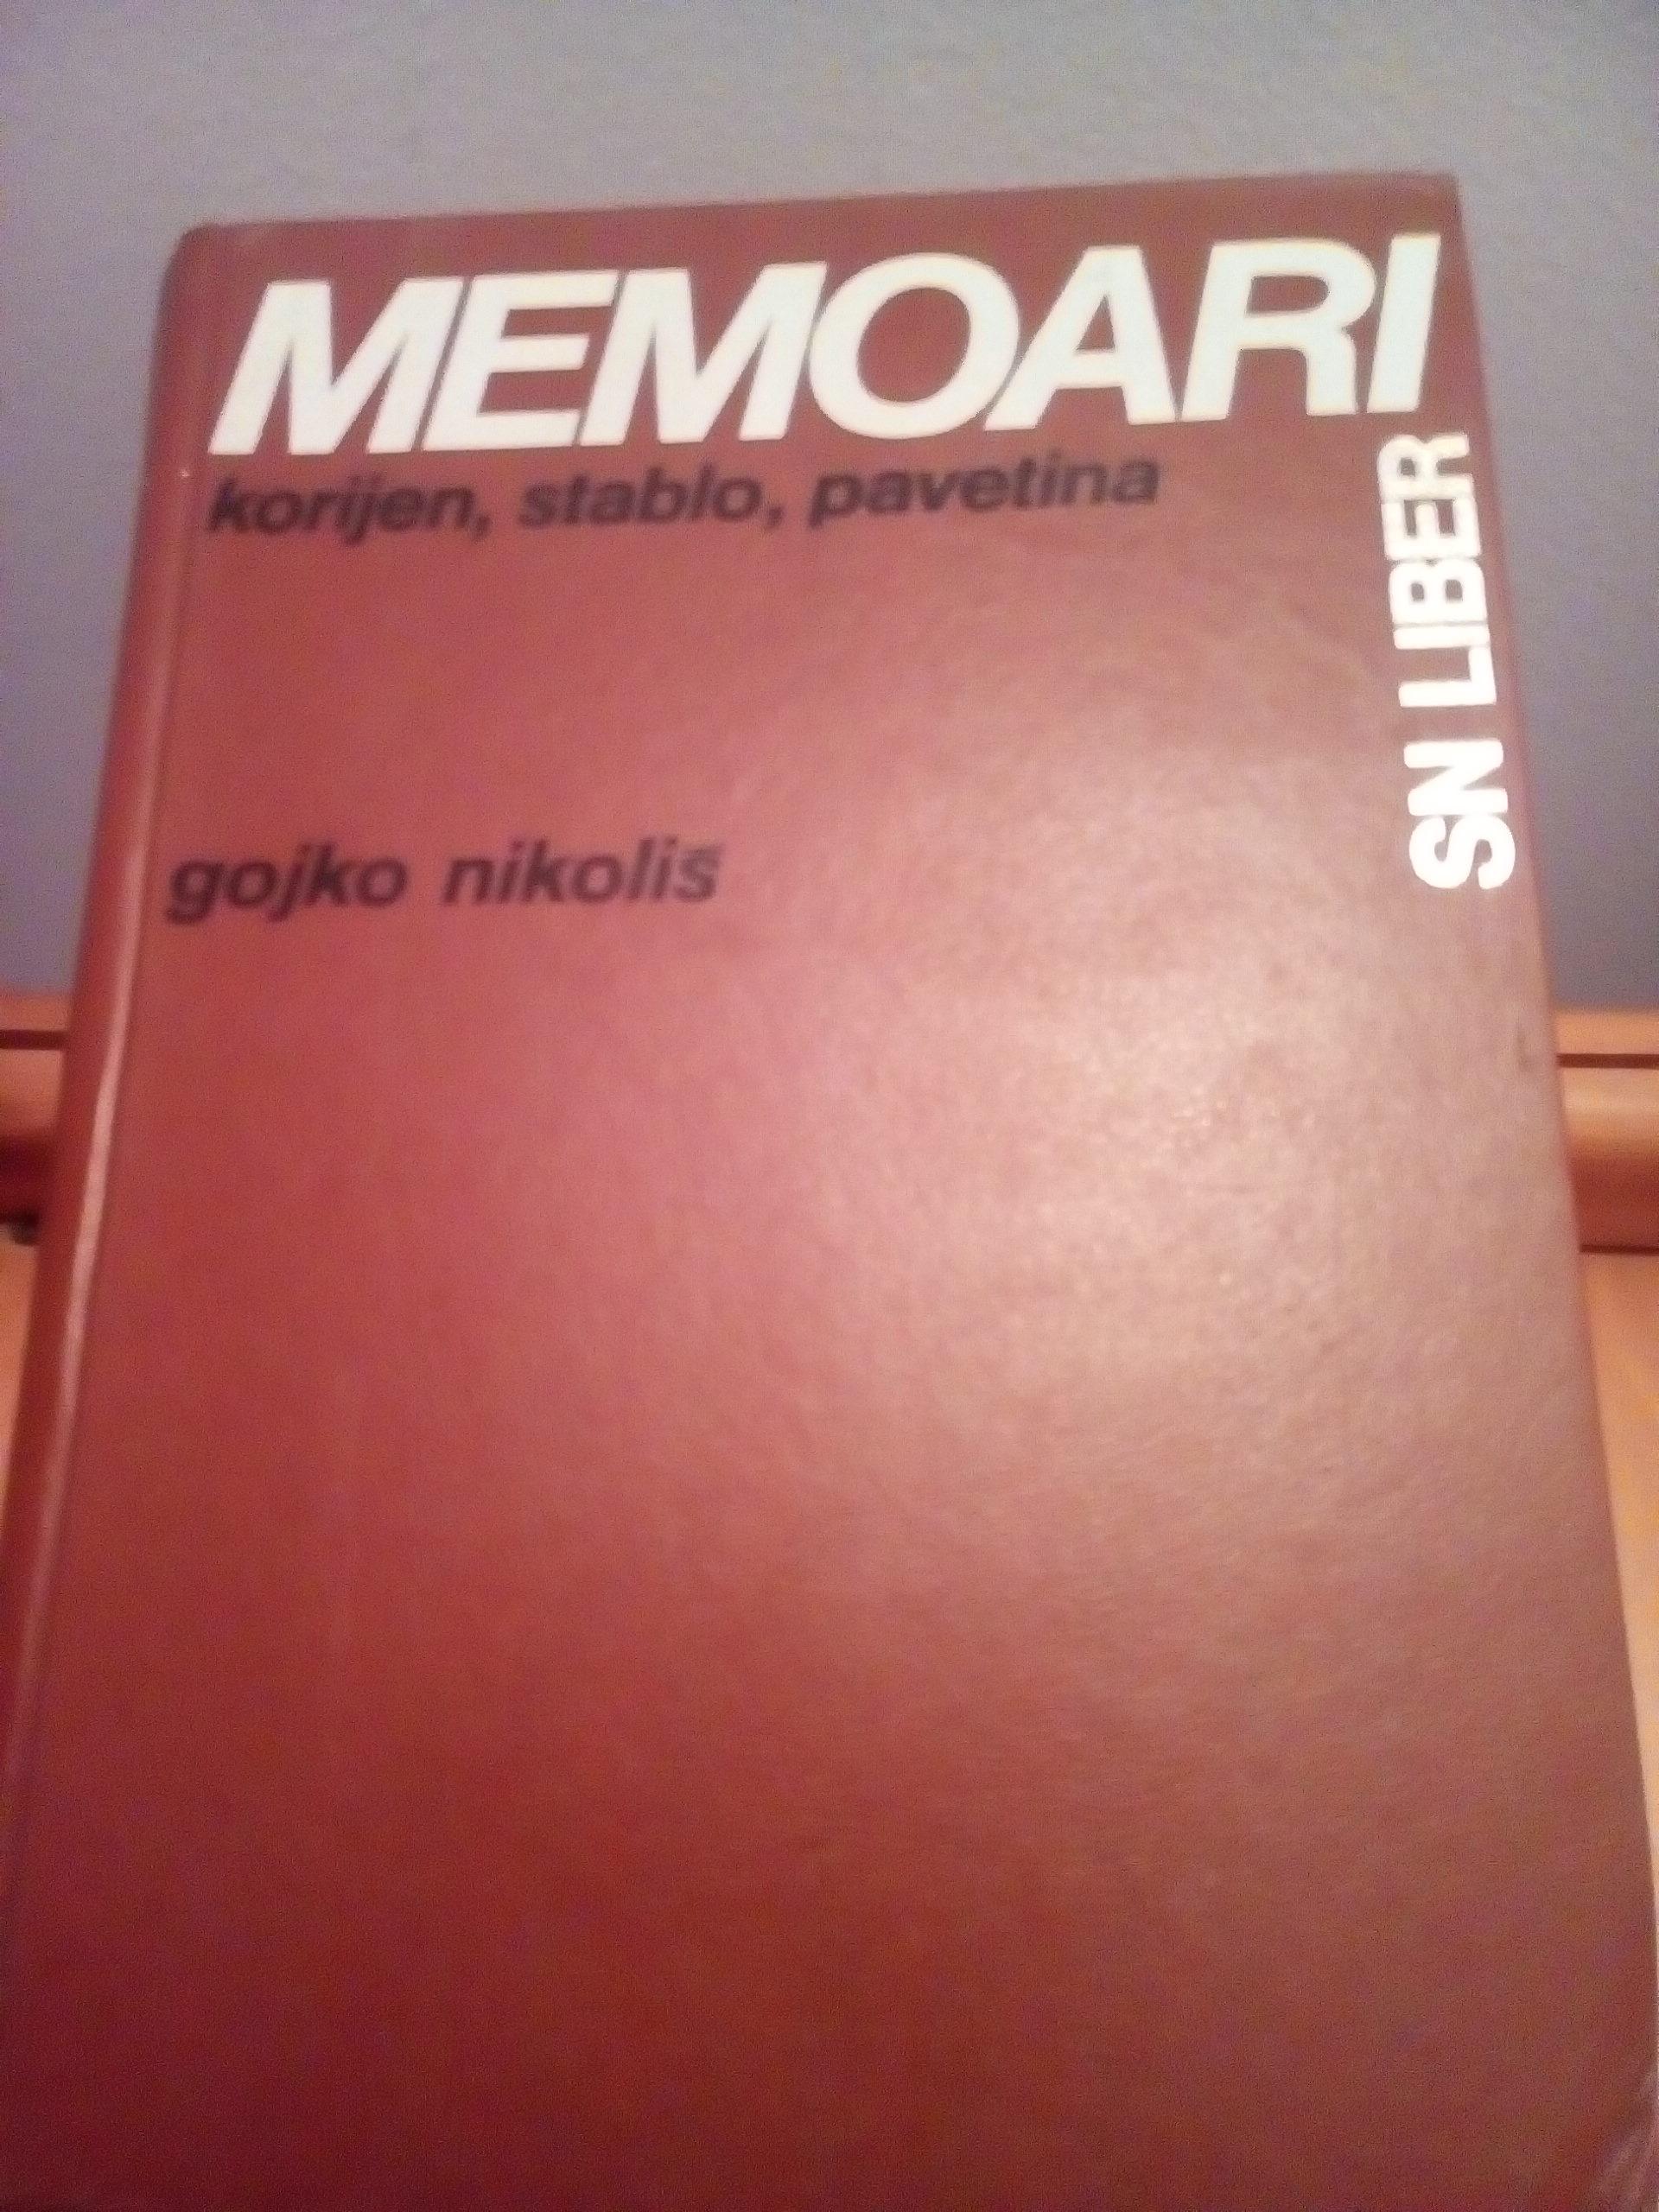 MEMOARI
korijen, stablo, pavetina
SN LIBER
gojko nikoliš